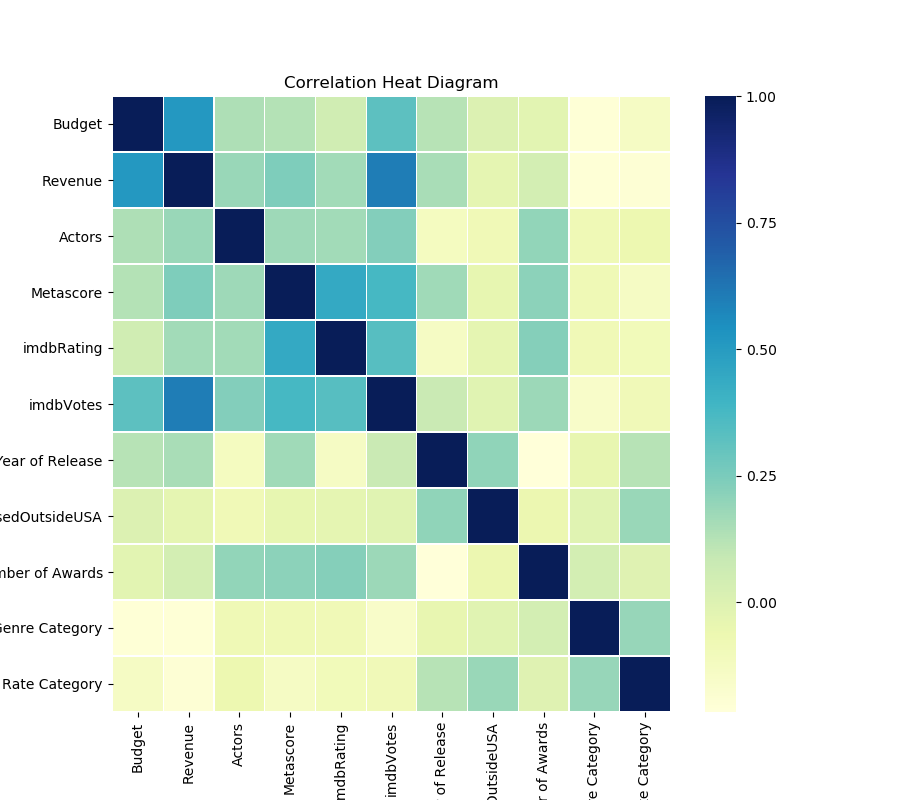 Correlation Heat Diagram
Budget
Revenue
Actors
Metascore
imdbRating
imdbVotes
Year of Release
sedOutsideUSA
mber of Awards
Genre Category
Rate Category
1.00
0.75
0.50
0.25
0.00
Budget
Revenue
Actors
Metascore
mdbRating
imdbVotes
r of Release
OutsideUSA
r of Awards
re Category
e Category